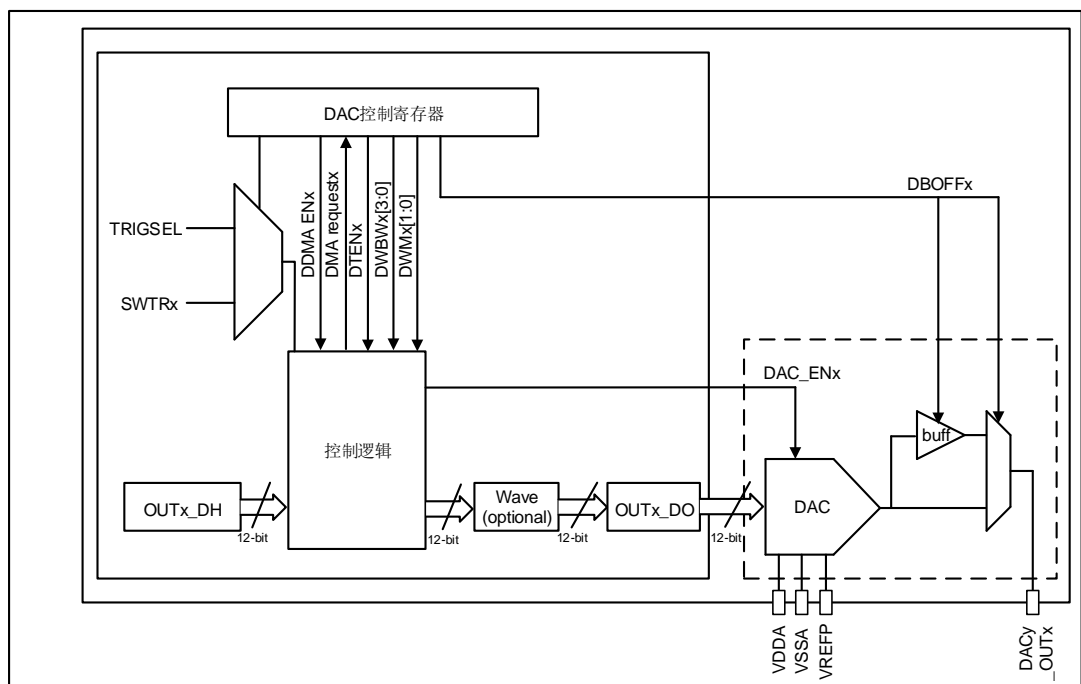 DAC控制寄存器
DBOFFx
TRIGSEL
SWTRx
DDMA ENx
DMA requestx
DTENx
DWBWx[3:0]
DWMx[1:0]
DAC_ENx
控制逻辑
buff
OUTx_DH
12-bit
12-bit
Wave
(optional)
12-bit
OUTx_DO
12-bit
DAC
VDDA
VSSA
VREFP
DACy
_OUTx